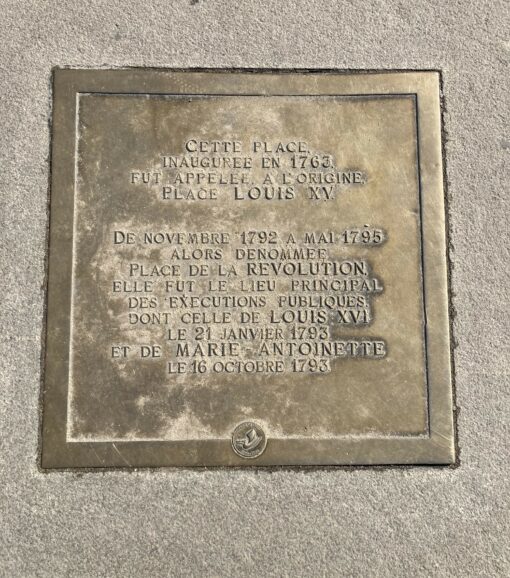 CETTE PLACE,
INAUGUREE EN 1763,
FUT APPELEE, A L'ORIGINE,
PLACE LOUIS XV.
DE NOVEMBRE 1792 A MAI 1795
ALORS DENOMMEE
PLACE DE LA REVOLUTION,
ELLE FUT LE LIEU PRINCIPAL
DES EXECUTIONS PUBLIQUES
DONT CELLE DE LOUIS XVI
LE 21 JANVIER 1793
ET DE MARIE-ANTOINETTE
LE 16 OCTOBRE 1793